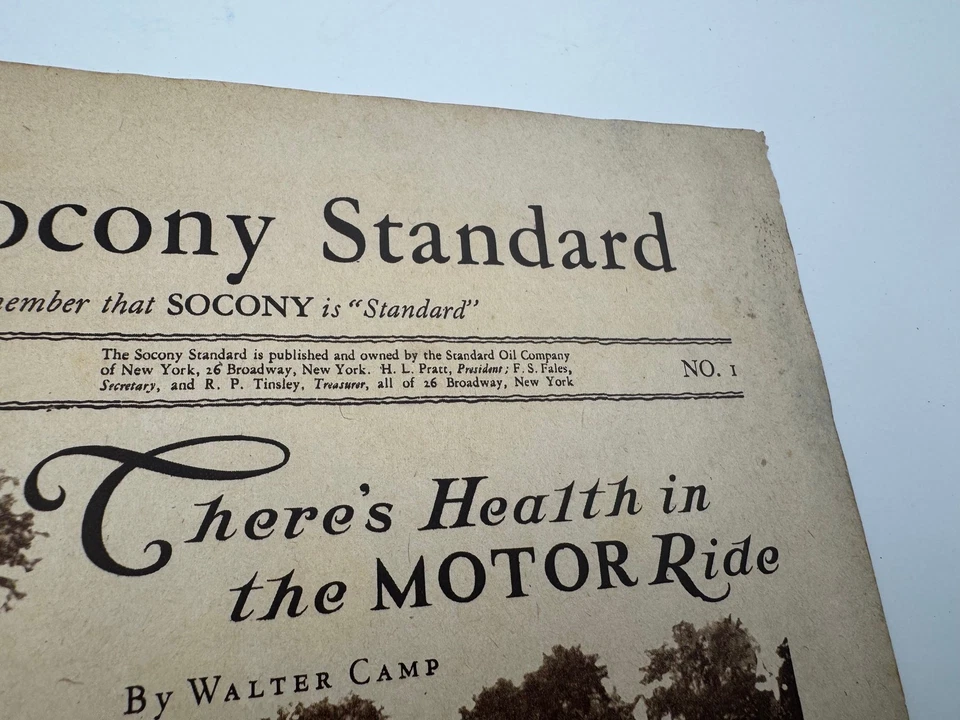 ocony Standard
member that SOCONY is “Standard”
The Socony Standard is published and owned by the Standard Oil Company
of New York, 26 Broadway, New York. H. L. Pratt, President; F. S. Fales,
Secretary, and R. P. Tinsley, Treasurer, all of 26 Broadway, New York
NO. 1
There's Health in
the MOTOR Ride
By WALTER CAMP